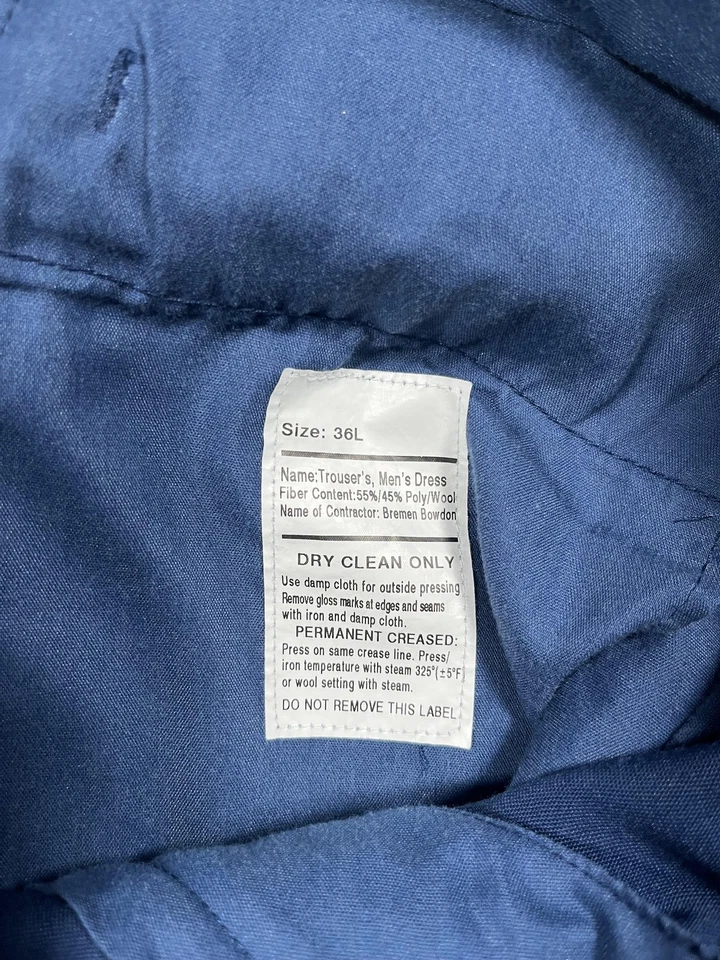 Size: 36L
Name:Trouser's, Men's Dress
Fiber Content:55%/45% Poly/Wool
Name of Contractor: Bremen Bowdon
DRY CLEAN ONLY
Use damp cloth for outside pressing
Remove gloss marks at edges and seams
with iron and damp cloth.
PERMANENT CREASED:
Press on same crease line. Press/
iron temperature with steam 325°(±5°F
or wool setting with steam.
DO NOT REMOVE THIS LABEL